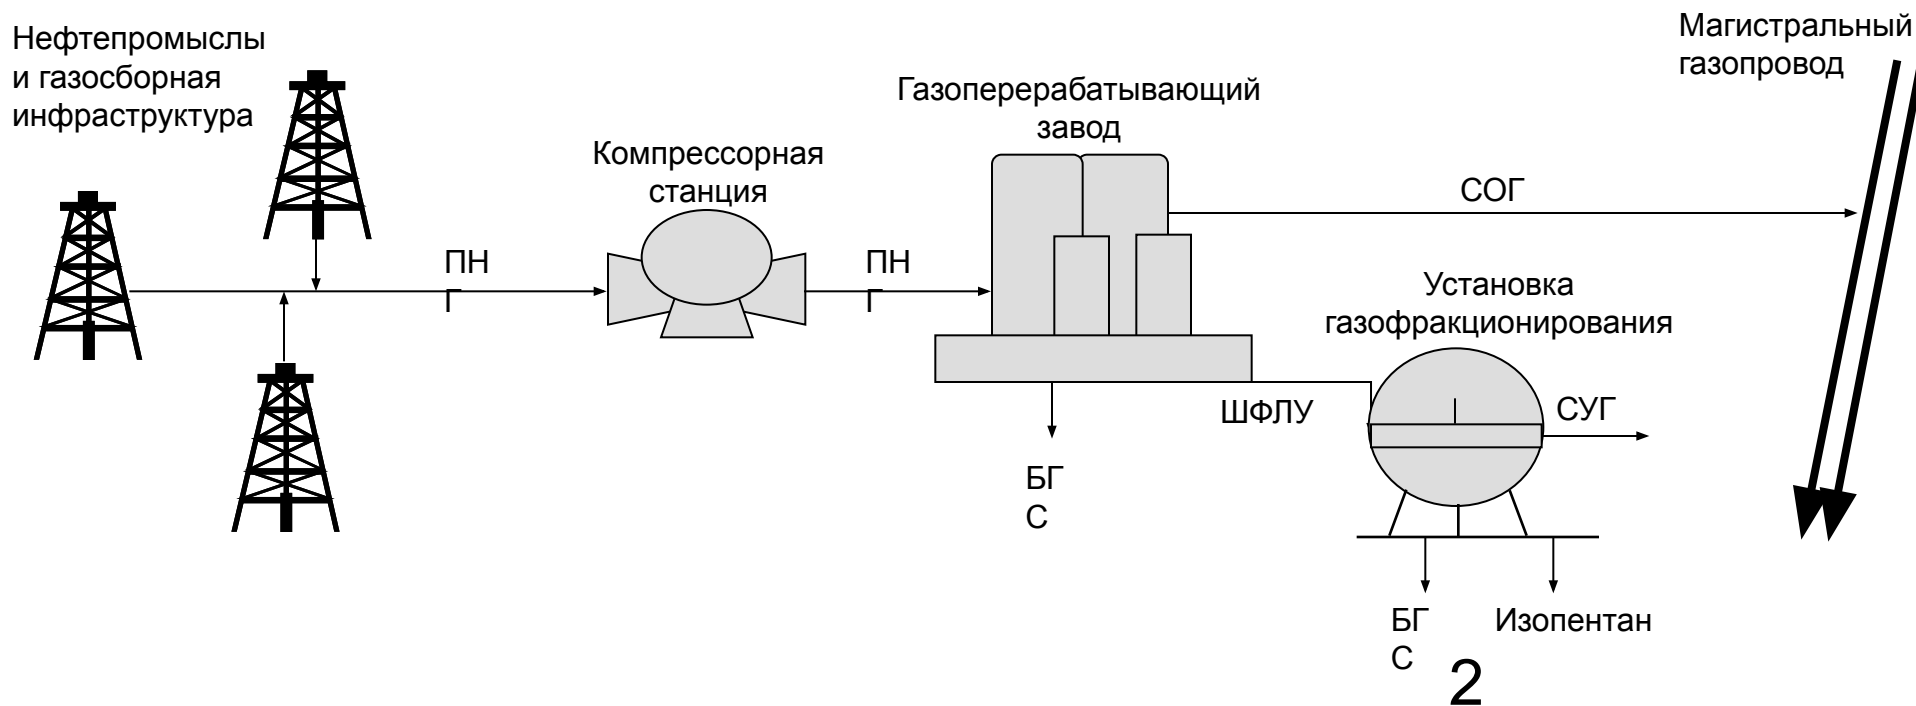 Нефтепромыслы
и газосборная
инфраструктура
Компрессорная
станция
Газоперерабатывающий
завод
Магистральный
газопровод
ПН
Г
ПН
Г
СОГ
Установка
газофракционирования
ШФЛУ
СУГ
БГ
С
БГ
С
Изопентан
2